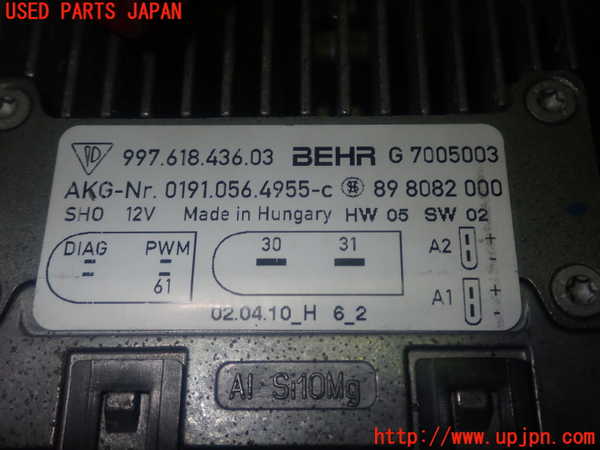 USED PARTS JAPAN
997.618.436.03 BEHR G 7005003
AKG-Nr. 0191.056.4955-c 89 8082 000
SHO 12V Made in Hungary HW 05 SW 02
DIAG PWM 30 31 A2 + -
61 A1 + -
02.04.10_H 6_2
Al Si10Mg
http://www.upjpn.com/